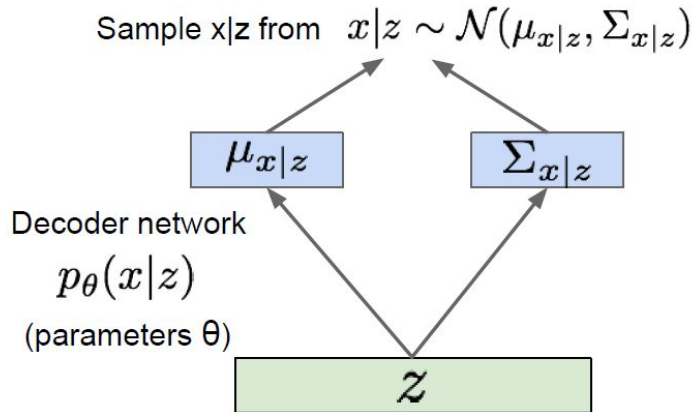 Sample x|z from x|z ∼ 𝒩(μ_{x|z}, Σ_{x|z})
μ_{x|z}
Σ_{x|z}
Decoder network
p_θ(x|z)
(parameters θ)
z